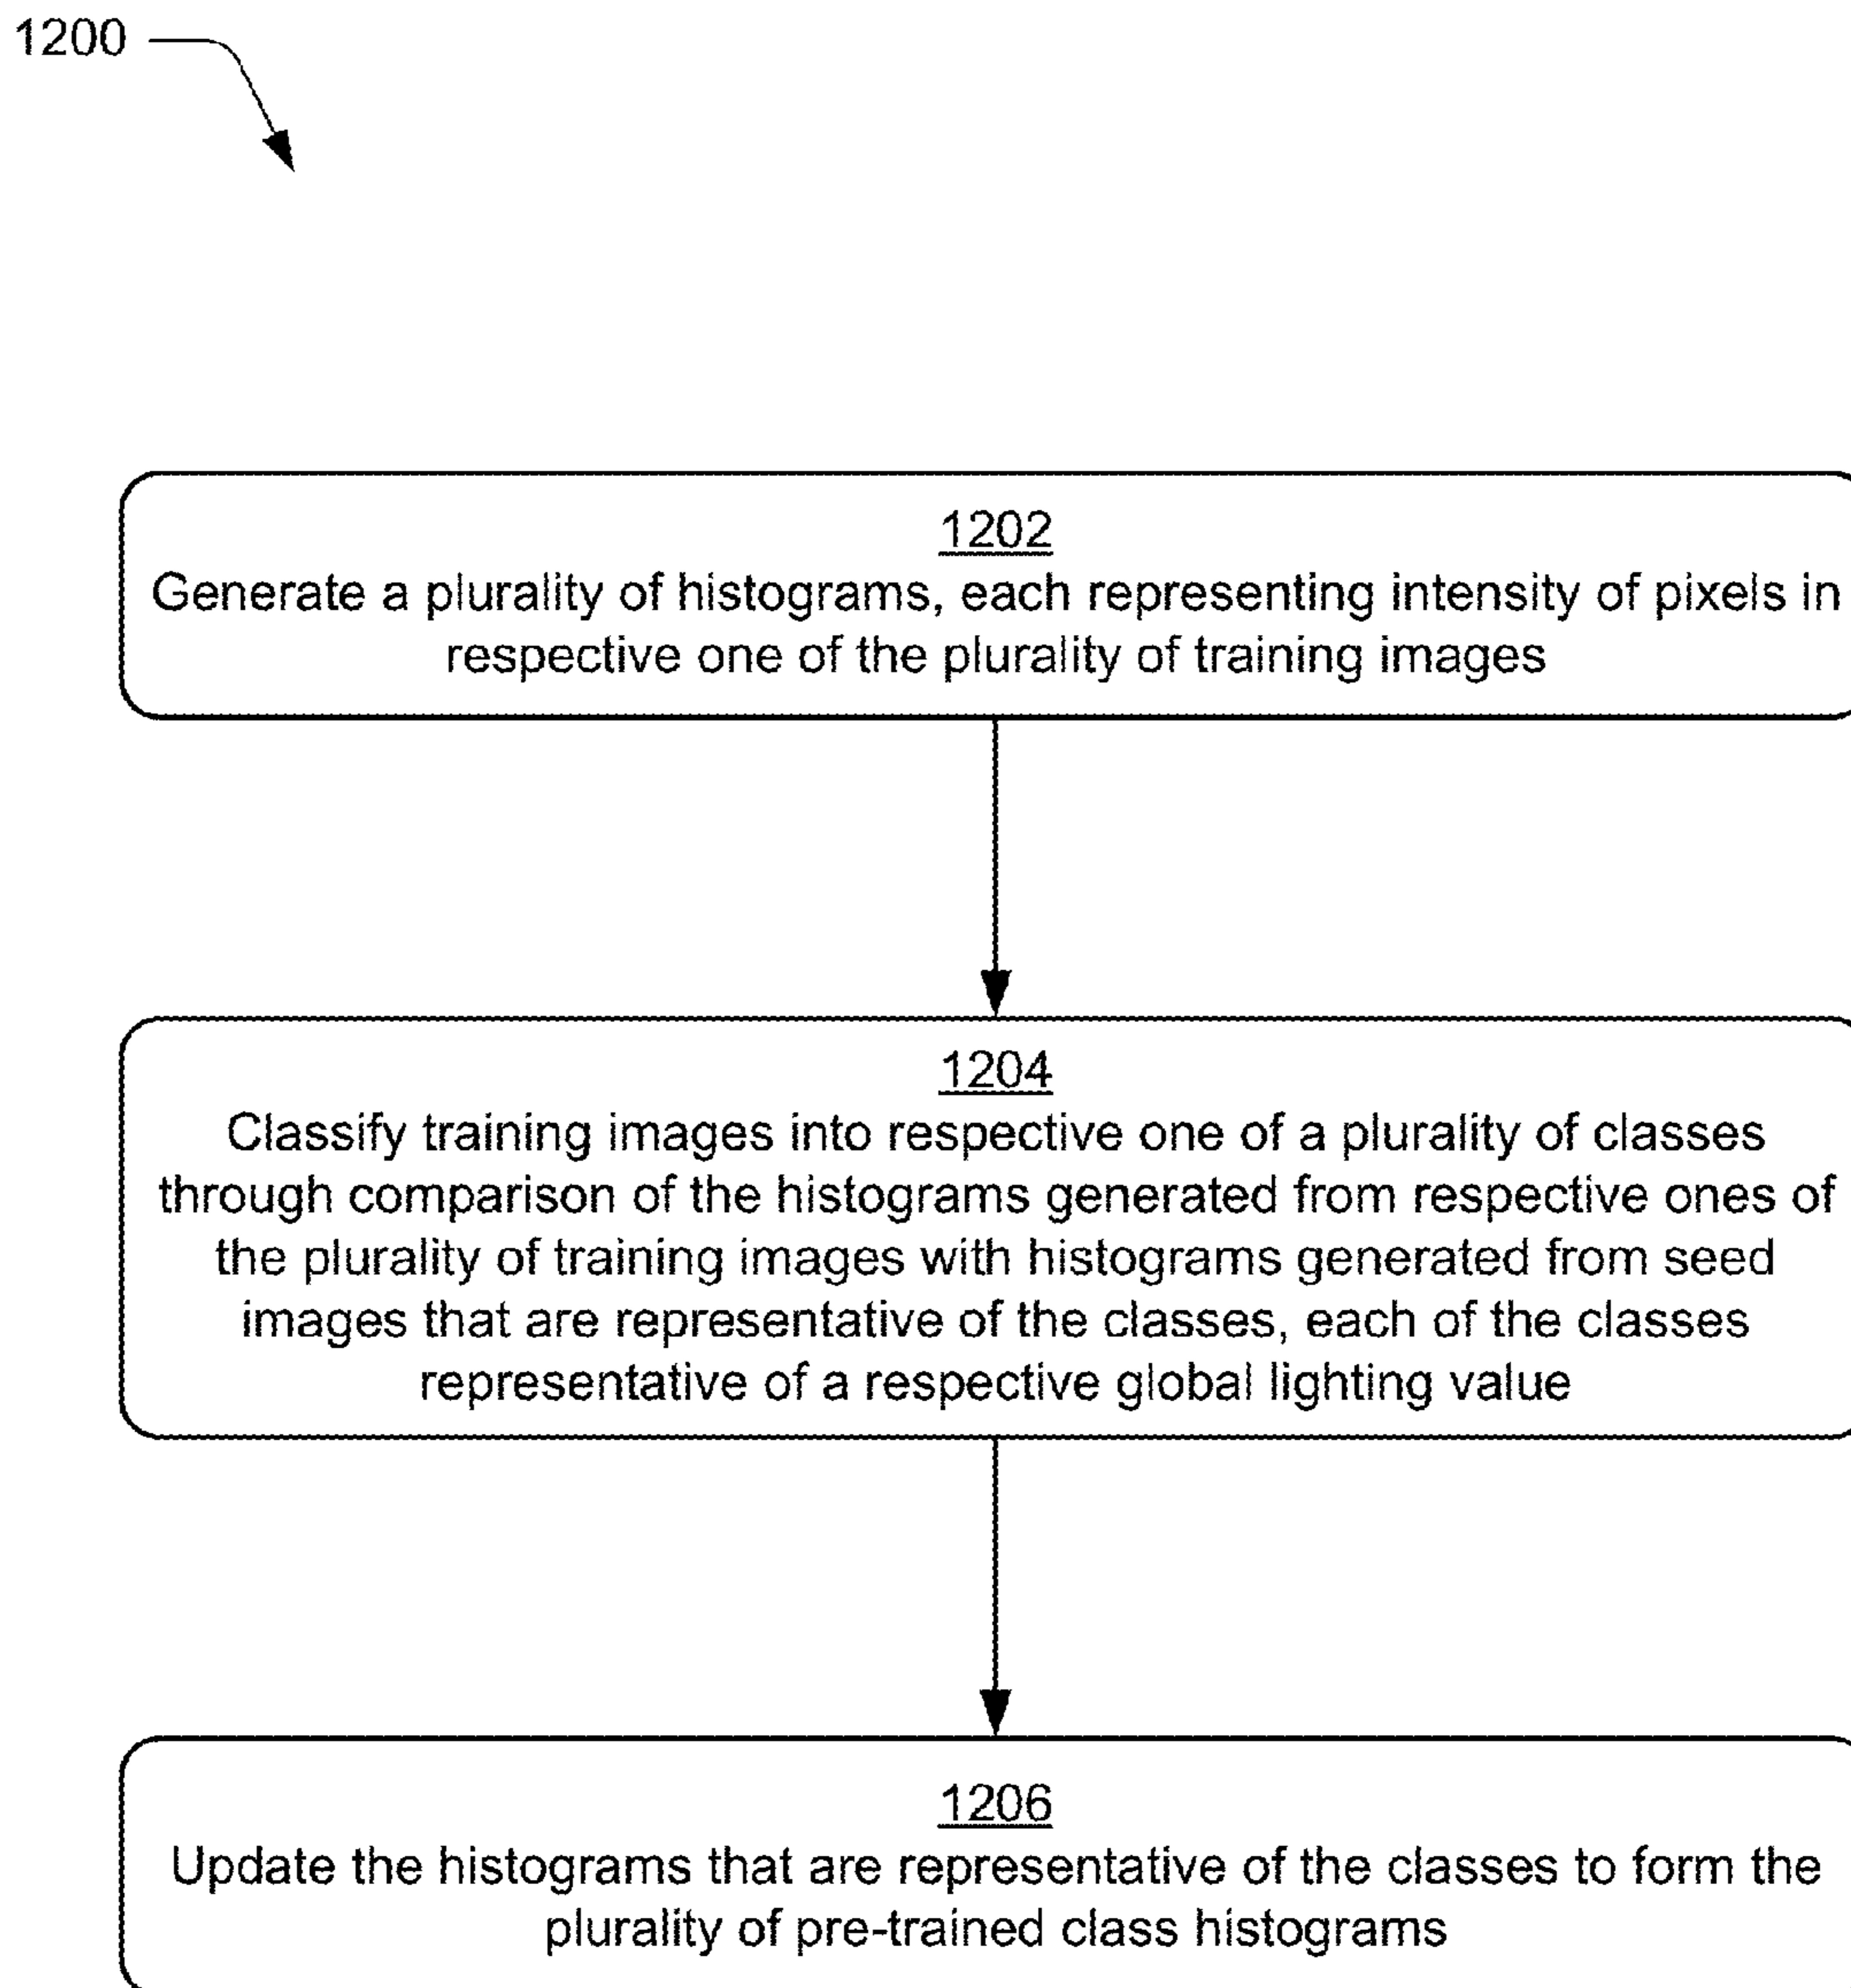 1200
1202
Generate a plurality of histograms, each representing intensity of pixels in
respective one of the plurality of training images
1204
Classify training images into respective one of a plurality of classes
through comparison of the histograms generated from respective ones of
the plurality of training images with histograms generated from seed
images that are representative of the classes, each of the classes
representative of a respective global lighting value
1206
Update the histograms that are representative of the classes to form the
plurality of pre-trained class histograms